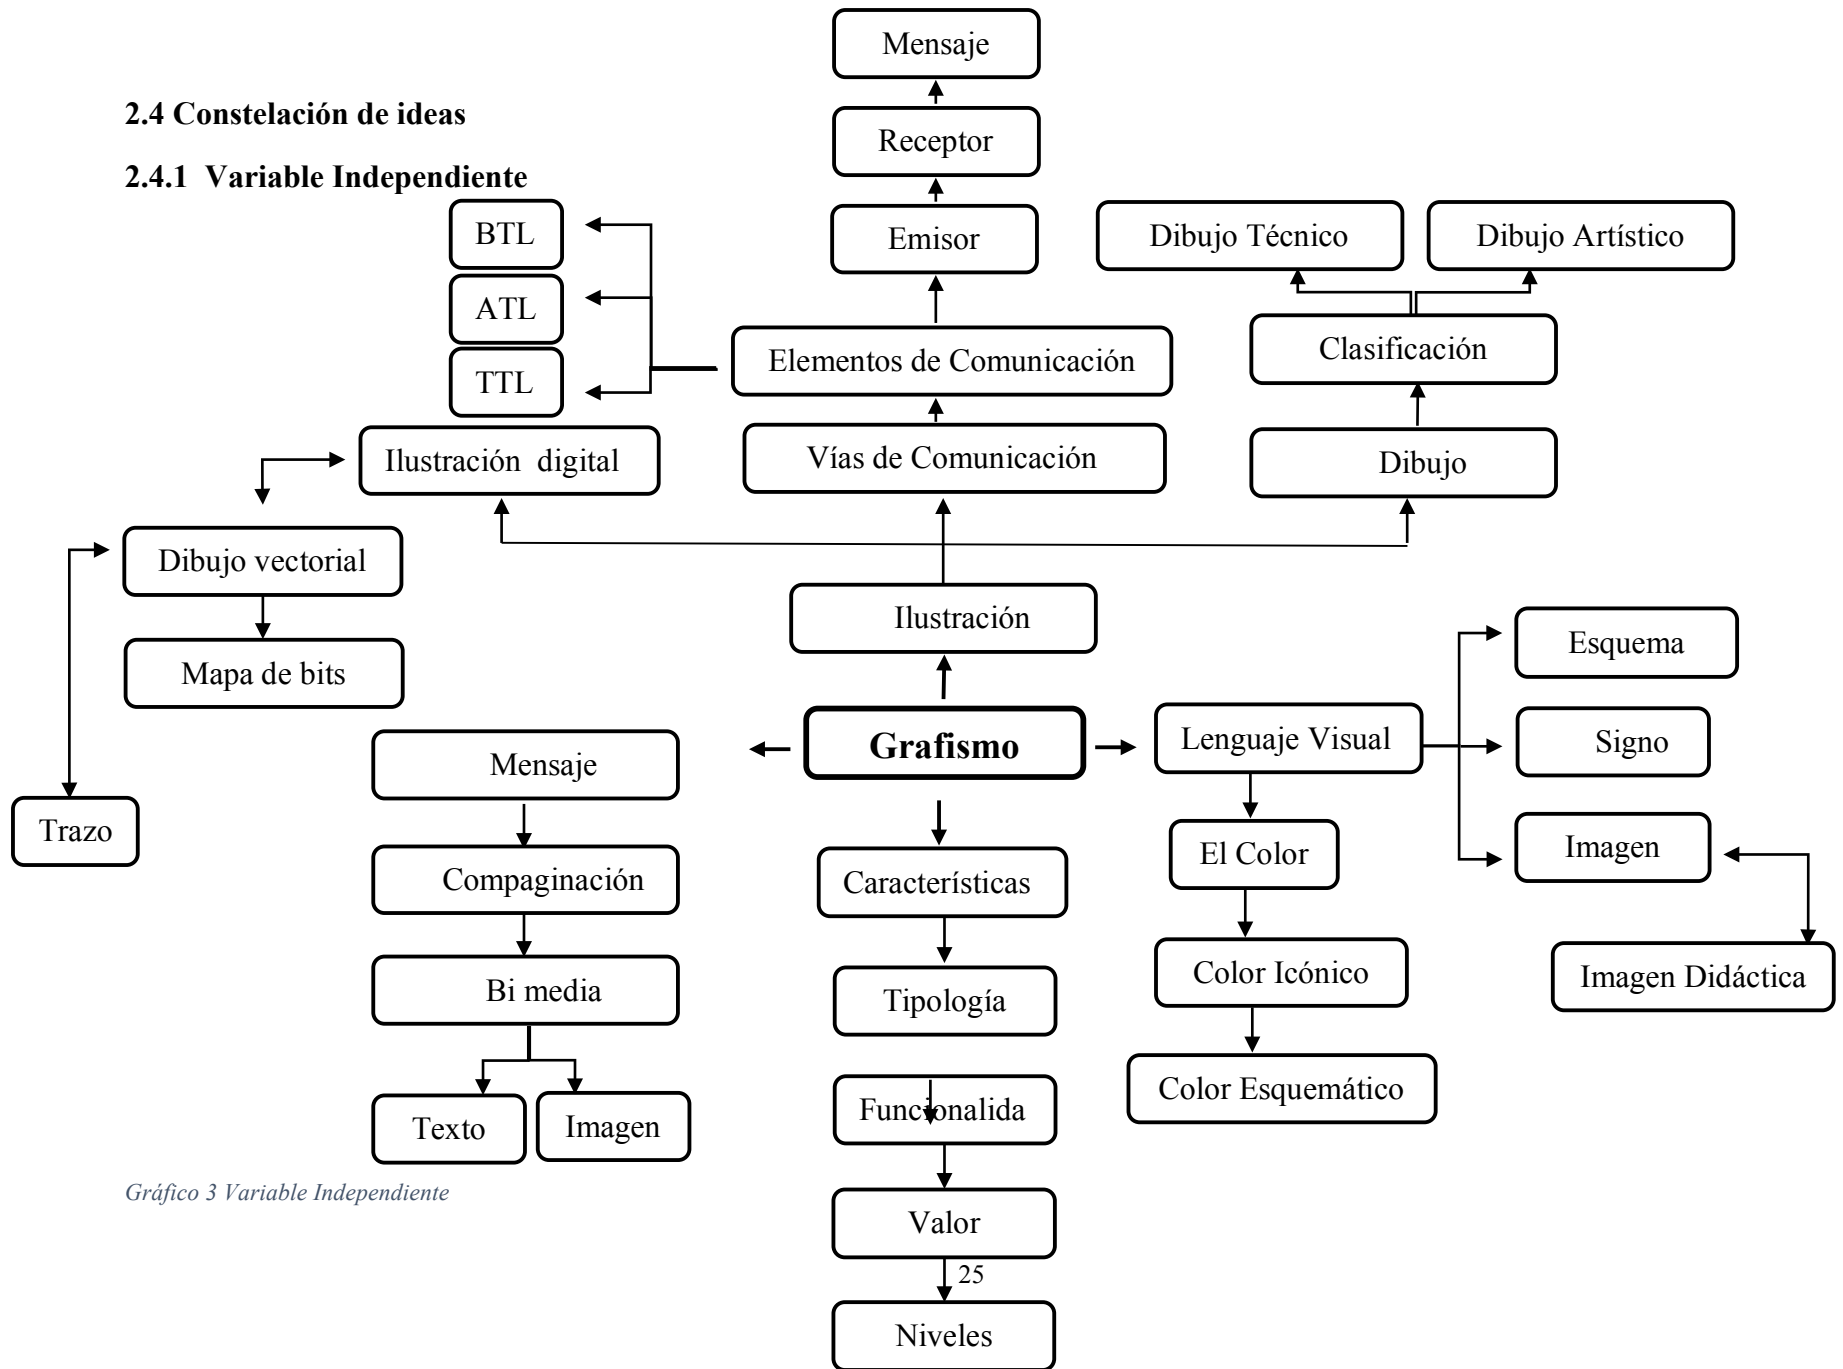 Mensaje
2.4 Constelación de ideas
Receptor
2.4.1 Variable Independiente
BTL
Emisor
Dibujo Técnico
Dibujo Artístico
ATL
Elementos de Comunicación
Clasificación
TTL
Ilustración digital
Vías de Comunicación
Dibujo
Dibujo vectorial
Ilustración
Mapa de bits
Esquema
Grafismo
Lenguaje Visual
Signo
Mensaje
Trazo
El Color
Imagen
Compaginación
Características
Color Icónico
Imagen Didáctica
Bi media
Tipología
Color Esquemático
Texto
Imagen
Funcionalida
Gráfico 3 Variable Independiente
Valor
25
Niveles